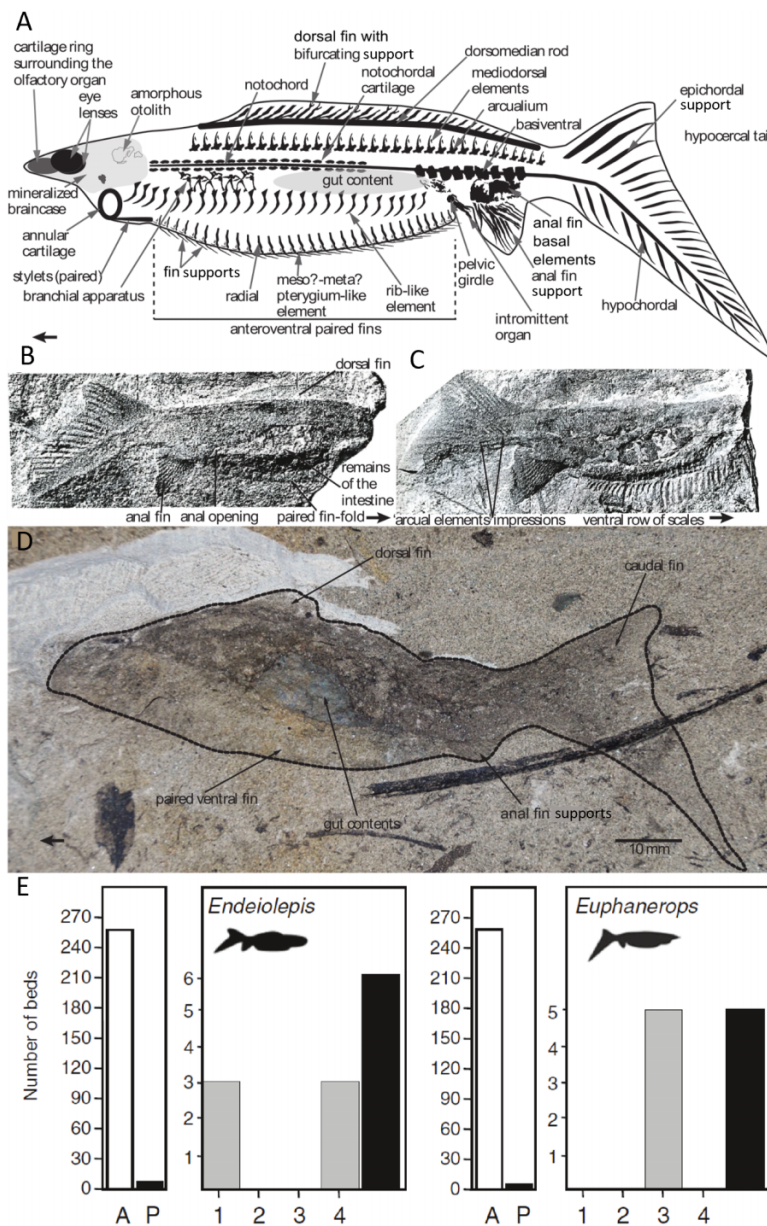 A
cartilage ring
surrounding the
olfactory organ
eye
lenses
amorphous
otolith
notochord
dorsal fin with
bifurcating support
notochordal
cartilage
dorsomedian rod
mediodorsal
elements
arcualium
basiventral
epichordal
support
hypocercal tai
mineralized
braincase
annular
cartilage
stylets (paired)
branchial apparatus
gut content
fin supports
radial
meso?-meta?
pterygium-like
element
rib-like
element
anteroventral paired fins
pelvic
girdle
intromittent
organ
anal fin
basal elements
anal fin
support
hypochordal
B
dorsal fin
remains
of the
intestine
anal fin
anal opening
paired fin-fold
C
arcual elements impressions
ventral row of scales
D
dorsal fin
caudal fin
paired ventral fin
gut contents
anal fin supports
10 mm
E
Number of beds
270
240
210
180
150
120
90
60
30
0
A P
Endeiolepis
6
5
4
3
2
1
1 2 3 4
270
240
210
180
150
120
90
60
30
0
A P
Euphanerops
5
4
3
2
1
1 2 3 4